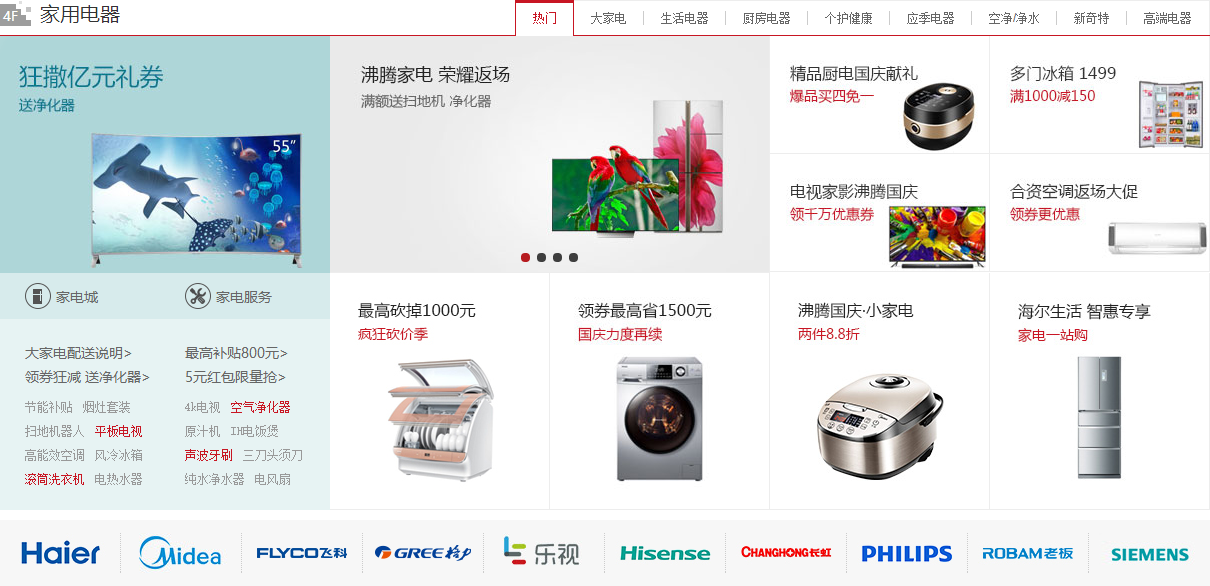 4F 家用电器
热门 大家电 生活电器 厨房电器 个护健康 应季电器 空净/净水 新奇特 高端电器
狂撒亿元礼券
送净化器
55″
沸腾家电 荣耀返场
满额送扫地机 净化器
精品厨电国庆献礼
爆品买四免一
多门冰箱 1499
满1000减150
电视家影沸腾国庆
领千万优惠券
合资空调返场大促
领券更优惠
家电城 家电服务
大家电配送说明> 最高补贴800元>
领券狂减 送净化器> 5元红包限量抢>
节能补贴 烟灶套装 4k电视 空气净化器
扫地机器人 平板电视 原汁机 IH电饭煲
高能效空调 风冷冰箱 声波牙刷 三刀头须刀
滚筒洗衣机 电热水器 纯水净水器 电风扇
最高砍掉1000元
疯狂砍价季
领券最高省1500元
国庆力度再续
沸腾国庆·小家电
两件8.8折
海尔生活 智惠专享
家电一站购
Haier Midea FLYCO飞科 GREE格力 乐视 Hisense CHANGHONG长虹 PHILIPS ROBAM老板 SIEMENS